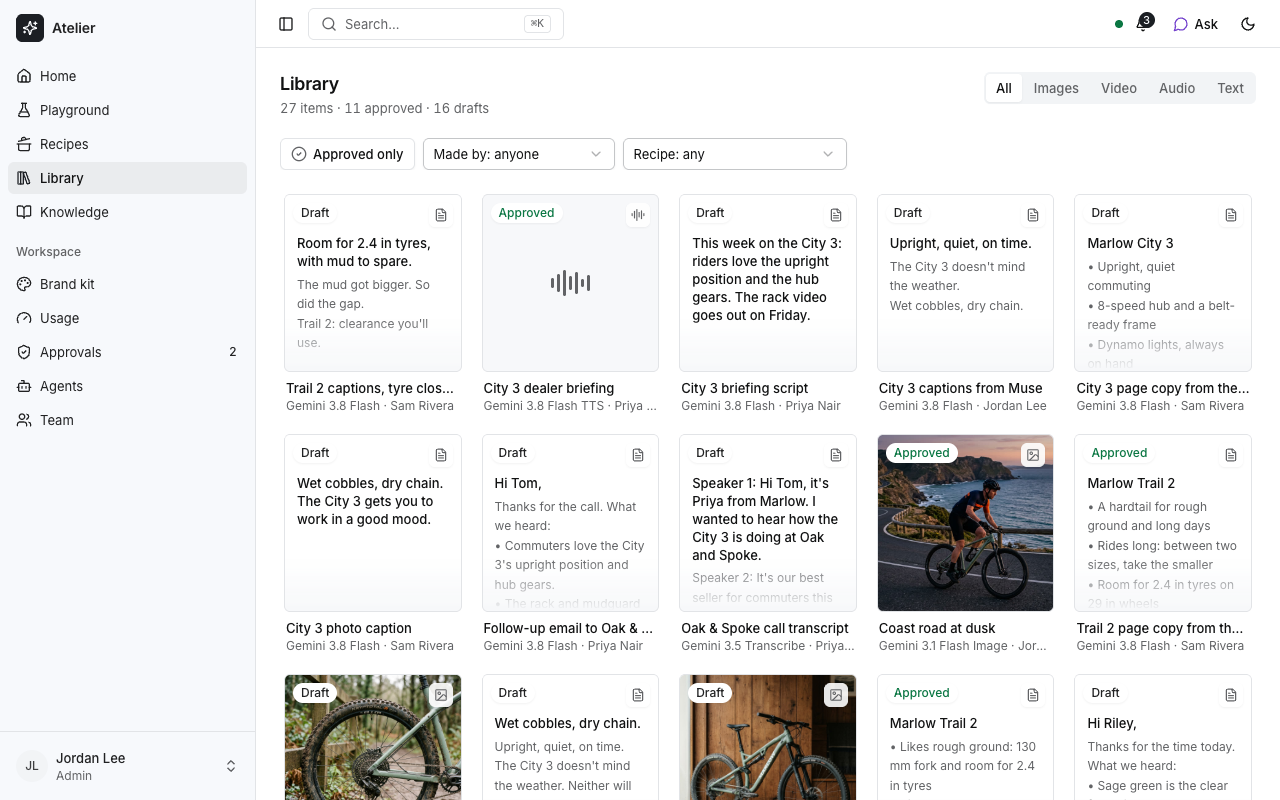 Atelier
Search...
⌘K
3
Ask
Home
Playground
Recipes
Library
Knowledge
Workspace
Brand kit
Usage
Approvals
2
Agents
Team
JL
Jordan Lee
Admin
Library
27 items · 11 approved · 16 drafts
All
Images
Video
Audio
Text
Approved only
Made by: anyone
Recipe: any
Draft
Room for 2.4 in tyres,
with mud to spare.
The mud got bigger. So
did the gap.
Trail 2: clearance you'll
use.
Trail 2 captions, tyre clos...
Gemini 3.8 Flash · Sam Rivera
Approved
City 3 dealer briefing
Gemini 3.8 Flash TTS · Priya ...
Draft
This week on the City 3:
riders love the upright
position and the hub
gears. The rack video
goes out on Friday.
City 3 briefing script
Gemini 3.8 Flash · Priya Nair
Draft
Upright, quiet, on time.
The City 3 doesn't mind
the weather.
Wet cobbles, dry chain.
City 3 captions from Muse
Gemini 3.8 Flash · Jordan Lee
Draft
Marlow City 3
• Upright, quiet
commuting
• 8-speed hub and a belt-
ready frame
• Dynamo lights, always
on hand
City 3 page copy from the...
Gemini 3.8 Flash · Sam Rivera
Draft
Wet cobbles, dry chain.
The City 3 gets you to
work in a good mood.
City 3 photo caption
Gemini 3.8 Flash · Sam Rivera
Draft
Hi Tom,
Thanks for the call. What
we heard:
• Commuters love the City
3's upright position and
hub gears.
• The rack and mudguard
Follow-up email to Oak & ...
Gemini 3.8 Flash · Priya Nair
Draft
Speaker 1: Hi Tom, it's
Priya from Marlow. I
wanted to hear how the
City 3 is doing at Oak
and Spoke.
Speaker 2: It's our best
seller for commuters this
Oak & Spoke call transcript
Gemini 3.5 Transcribe · Priya...
Approved
Coast road at dusk
Gemini 3.1 Flash Image · Jor...
Approved
Marlow Trail 2
• A hardtail for rough
ground and long days
• Rides long: between two
sizes, take the smaller
• Room for 2.4 in tyres on
29 in wheels
Trail 2 page copy from th...
Gemini 3.8 Flash · Sam Rivera
Draft
Draft
Wet cobbles, dry chain.
Upright, quiet, on time.
The City 3 doesn't mind
the weather. Neither will
Draft
Approved
Marlow Trail 2
• Likes rough ground: 130
mm fork and room for 2.4
in tyres
Draft
Hi Riley,
Thanks for the time today.
What we heard:
• Sage green is the clear